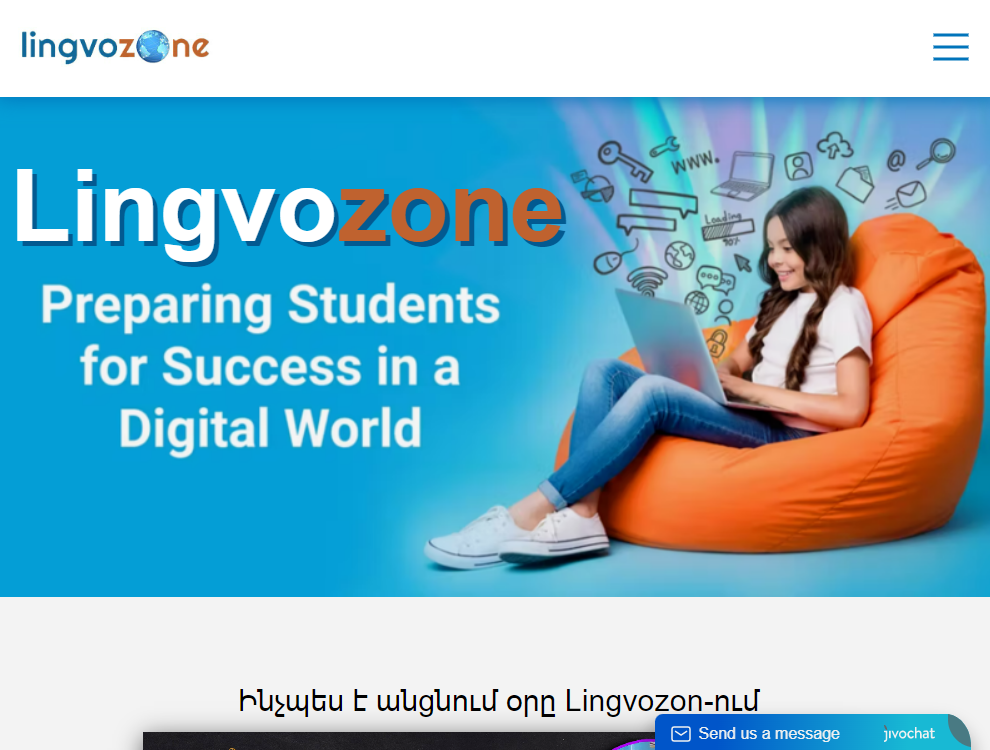 lingvozone
Lingvozone
Preparing Students
for Success in a
Digital World
www.
@
Loading
90%
Ինչպես է անցնում օրը Lingvozon-ում
Send us a message
jivochat